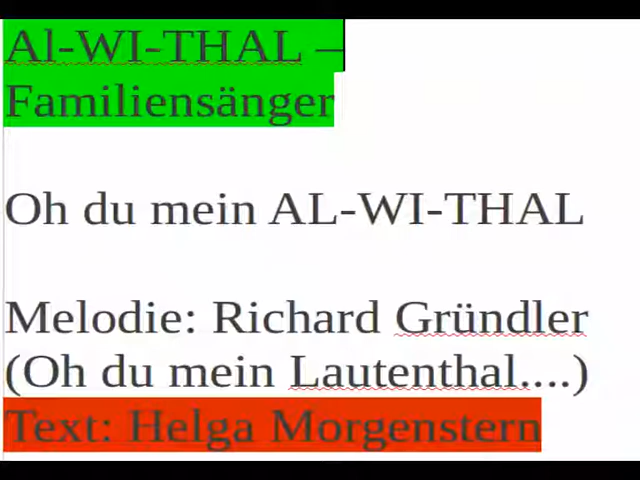 Al-WI-THAL –
Familiensänger
Oh du mein AL-WI-THAL
Melodie: Richard Gründler
(Oh du mein Lautenthal....)
Text: Helga Morgenstern